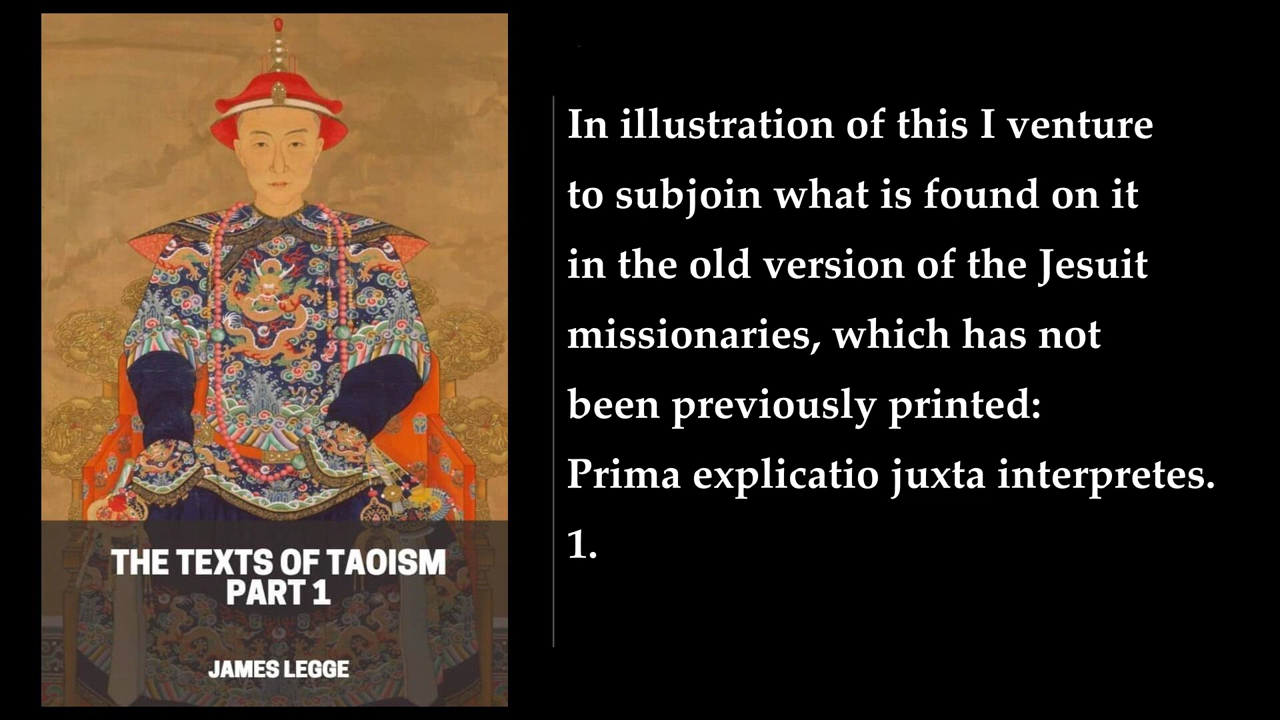 THE TEXTS OF TAOISM
PART 1
JAMES LEGGE
In illustration of this I venture
to subjoin what is found on it
in the old version of the Jesuit
missionaries, which has not
been previously printed:
Prima explicatio juxta interpretes.
1.